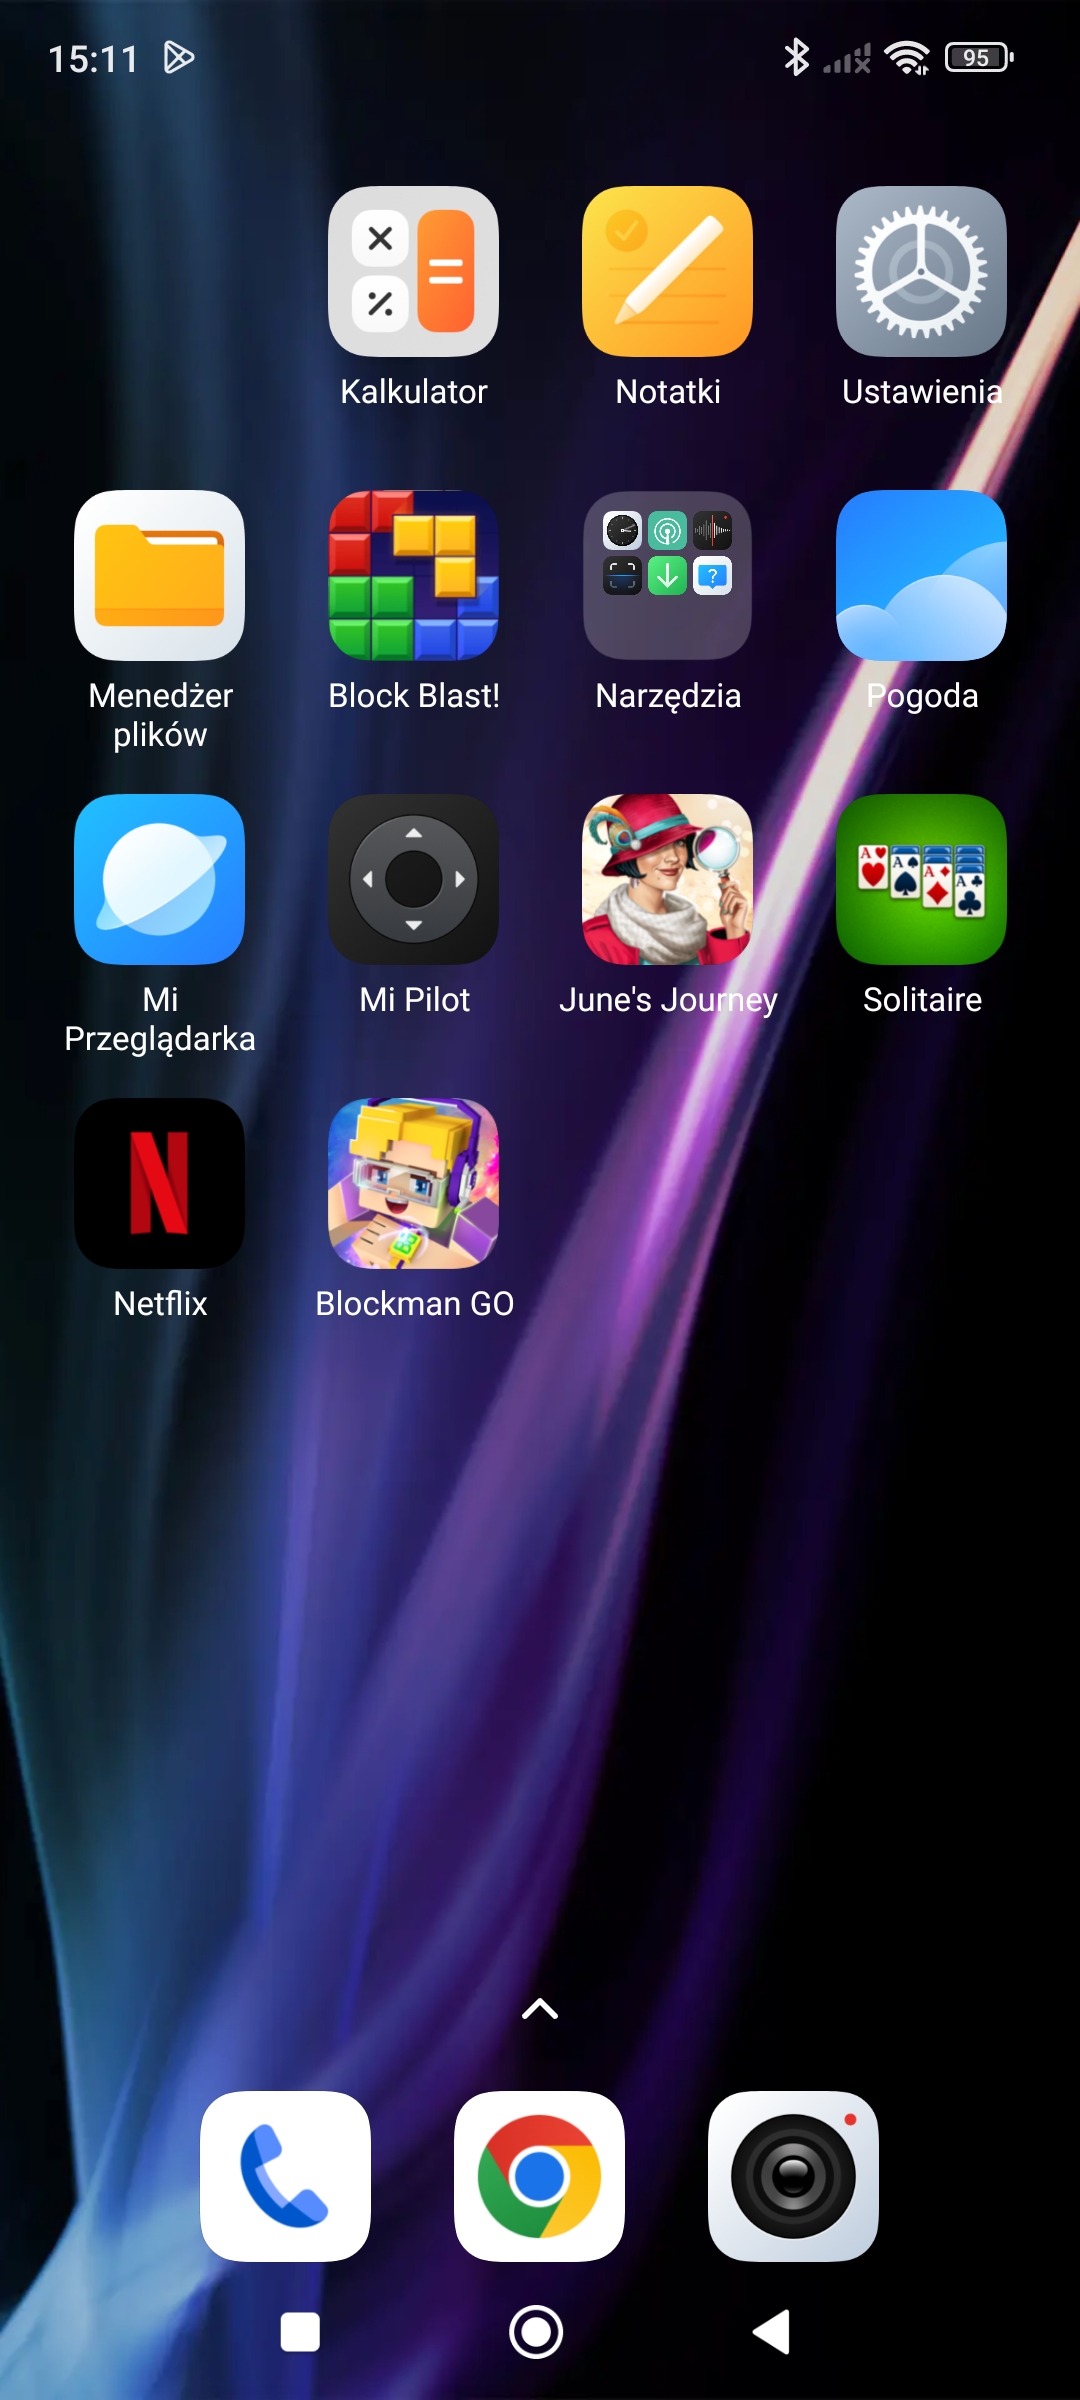 15:11
95
Kalkulator
Notatki
Ustawienia
Menedżer
plików
Block Blast!
Narzędzia
Pogoda
Mi
Przeglądarka
Mi Pilot
June's Journey
Solitaire
Netflix
Blockman GO